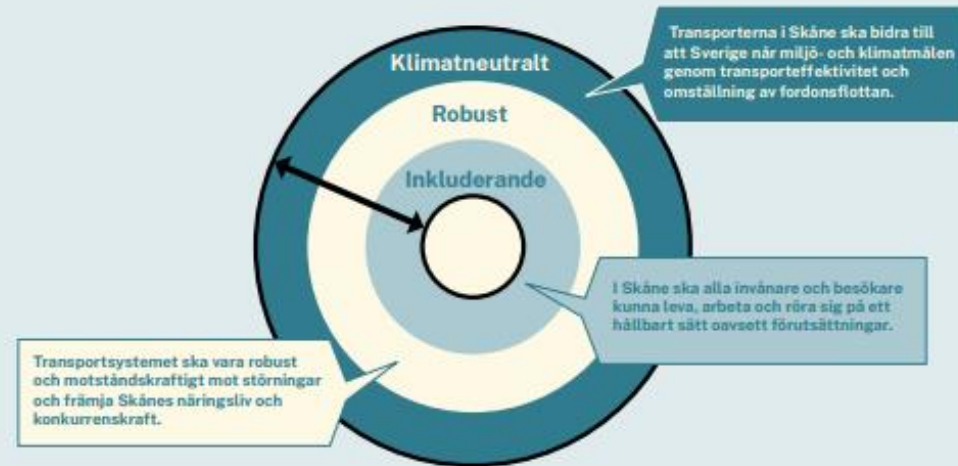 Transporterna i Skåne ska bidra till
att Sverige når miljö- och klimatmålen
genom transporteffektivitet och
omställning av fordonsflottan.
Klimatneutralt
Robust
Inkluderande
I Skåne ska alla invånare och besökare
kunna leva, arbeta och röra sig på ett
hållbart sätt oavsett förutsättningar.
Transportsystemet ska vara robust
och motståndskraftigt mot störningar
och främja Skånes näringsliv och
konkurrenskraft.